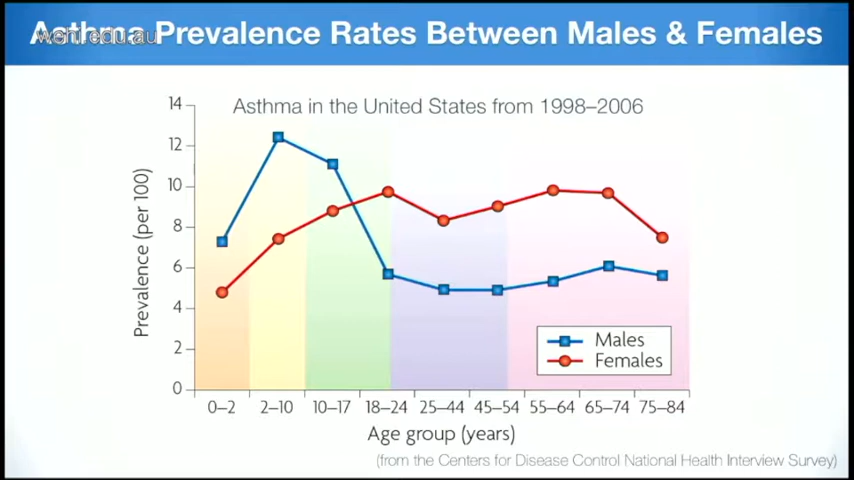 Asthma Prevalence Rates Between Males & Females
wehi.edu.au
Asthma in the United States from 1998–2006
Prevalence (per 100)
14
12
10
8
6
4
2
0
0–2 2–10 10–17 18–24 25–44 45–54 55–64 65–74 75–84
Age group (years)
Males
Females
(from the Centers for Disease Control National Health Interview Survey)